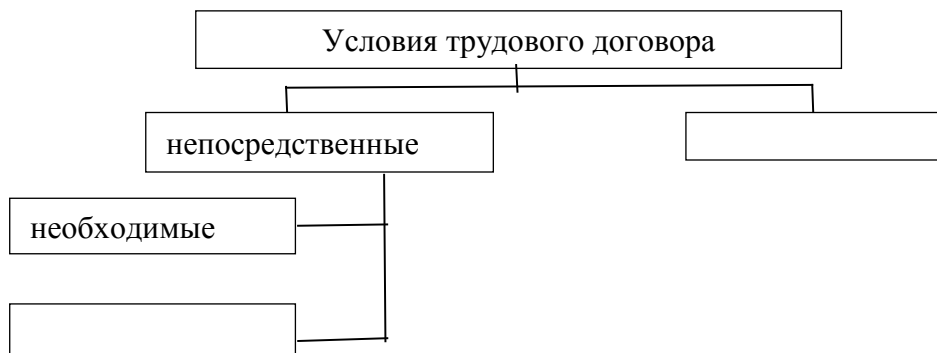 Условия трудового договора
непосредственные
необходимые